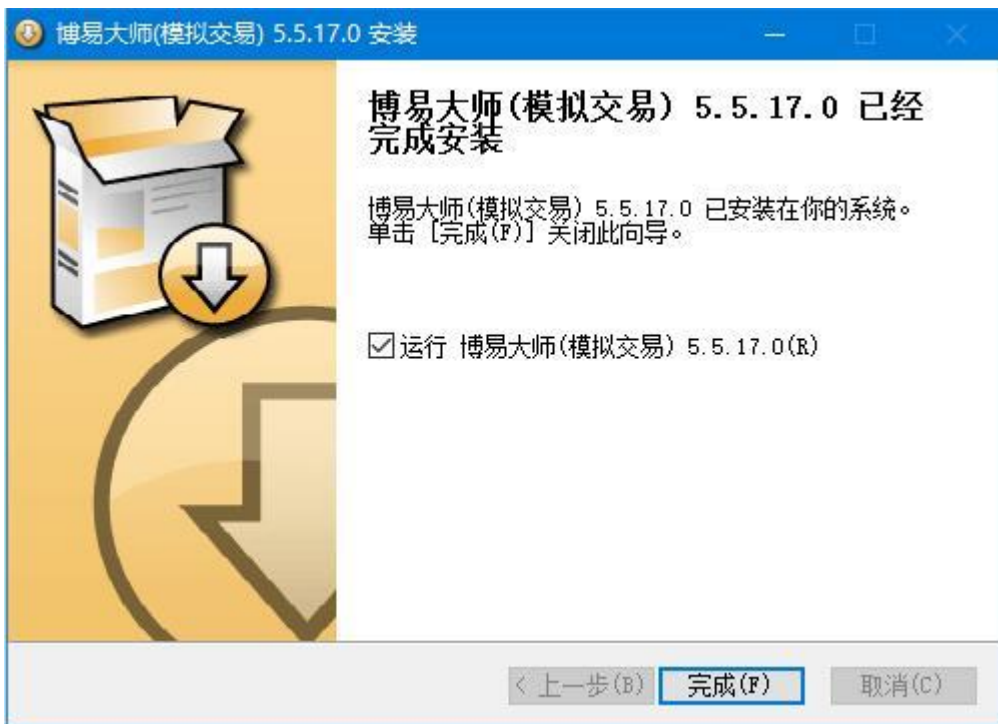 博易大师(模拟交易) 5.5.17.0 安装
博易大师(模拟交易) 5.5.17.0 已经
完成安装
博易大师(模拟交易) 5.5.17.0 已安装在你的系统。
单击 [完成(F)] 关闭此向导。
运行 博易大师(模拟交易) 5.5.17.0(R)
< 上一步(B) 完成(F) 取消(C)